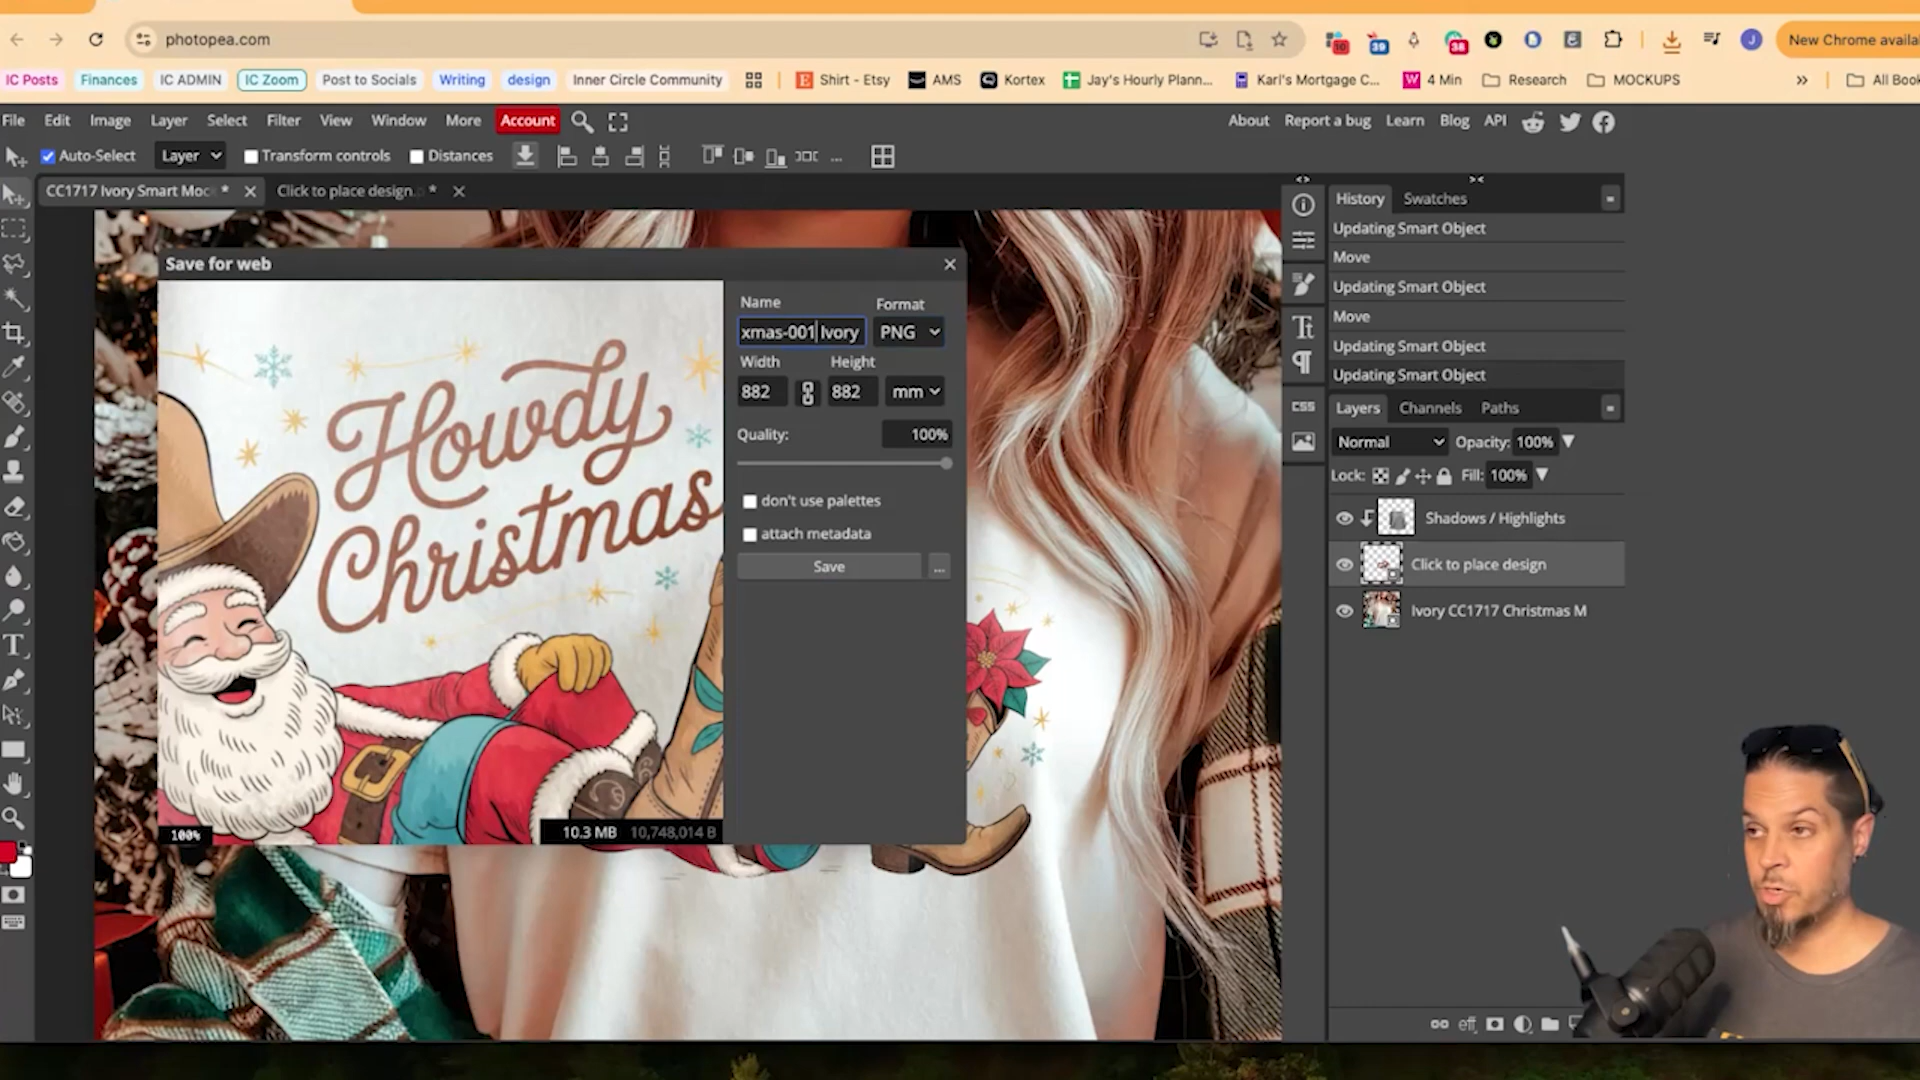 photopea.com
10
39
38
J
New Chrome availa
IC Posts
Finances
IC ADMIN
IC Zoom
Post to Socials
Writing
design
Inner Circle Community
Shirt - Etsy
AMS
Kortex
Jay's Hourly Plann...
Karl's Mortgage C...
4 Min
Research
MOCKUPS
»
All Book
File Edit Image Layer Select Filter View Window More Account
About Report a bug Learn Blog API
Auto-Select Layer Transform controls Distances ...
CC1717 Ivory Smart Moc *
Click to place design. *
Save for web
Name
Format
xmas-001 Ivory
PNG
Width
Height
882
882
mm
Quality:
100%
don't use palettes
attach metadata
Save
...
Howdy
Christmas
100%
10.3 MB 10,748,014 B
History Swatches
Updating Smart Object
Move
Updating Smart Object
Move
Updating Smart Object
Updating Smart Object
CSS
Layers Channels Paths
Normal Opacity: 100%
Lock: Fill: 100%
Shadows / Highlights
Click to place design
Ivory CC1717 Christmas M
eff